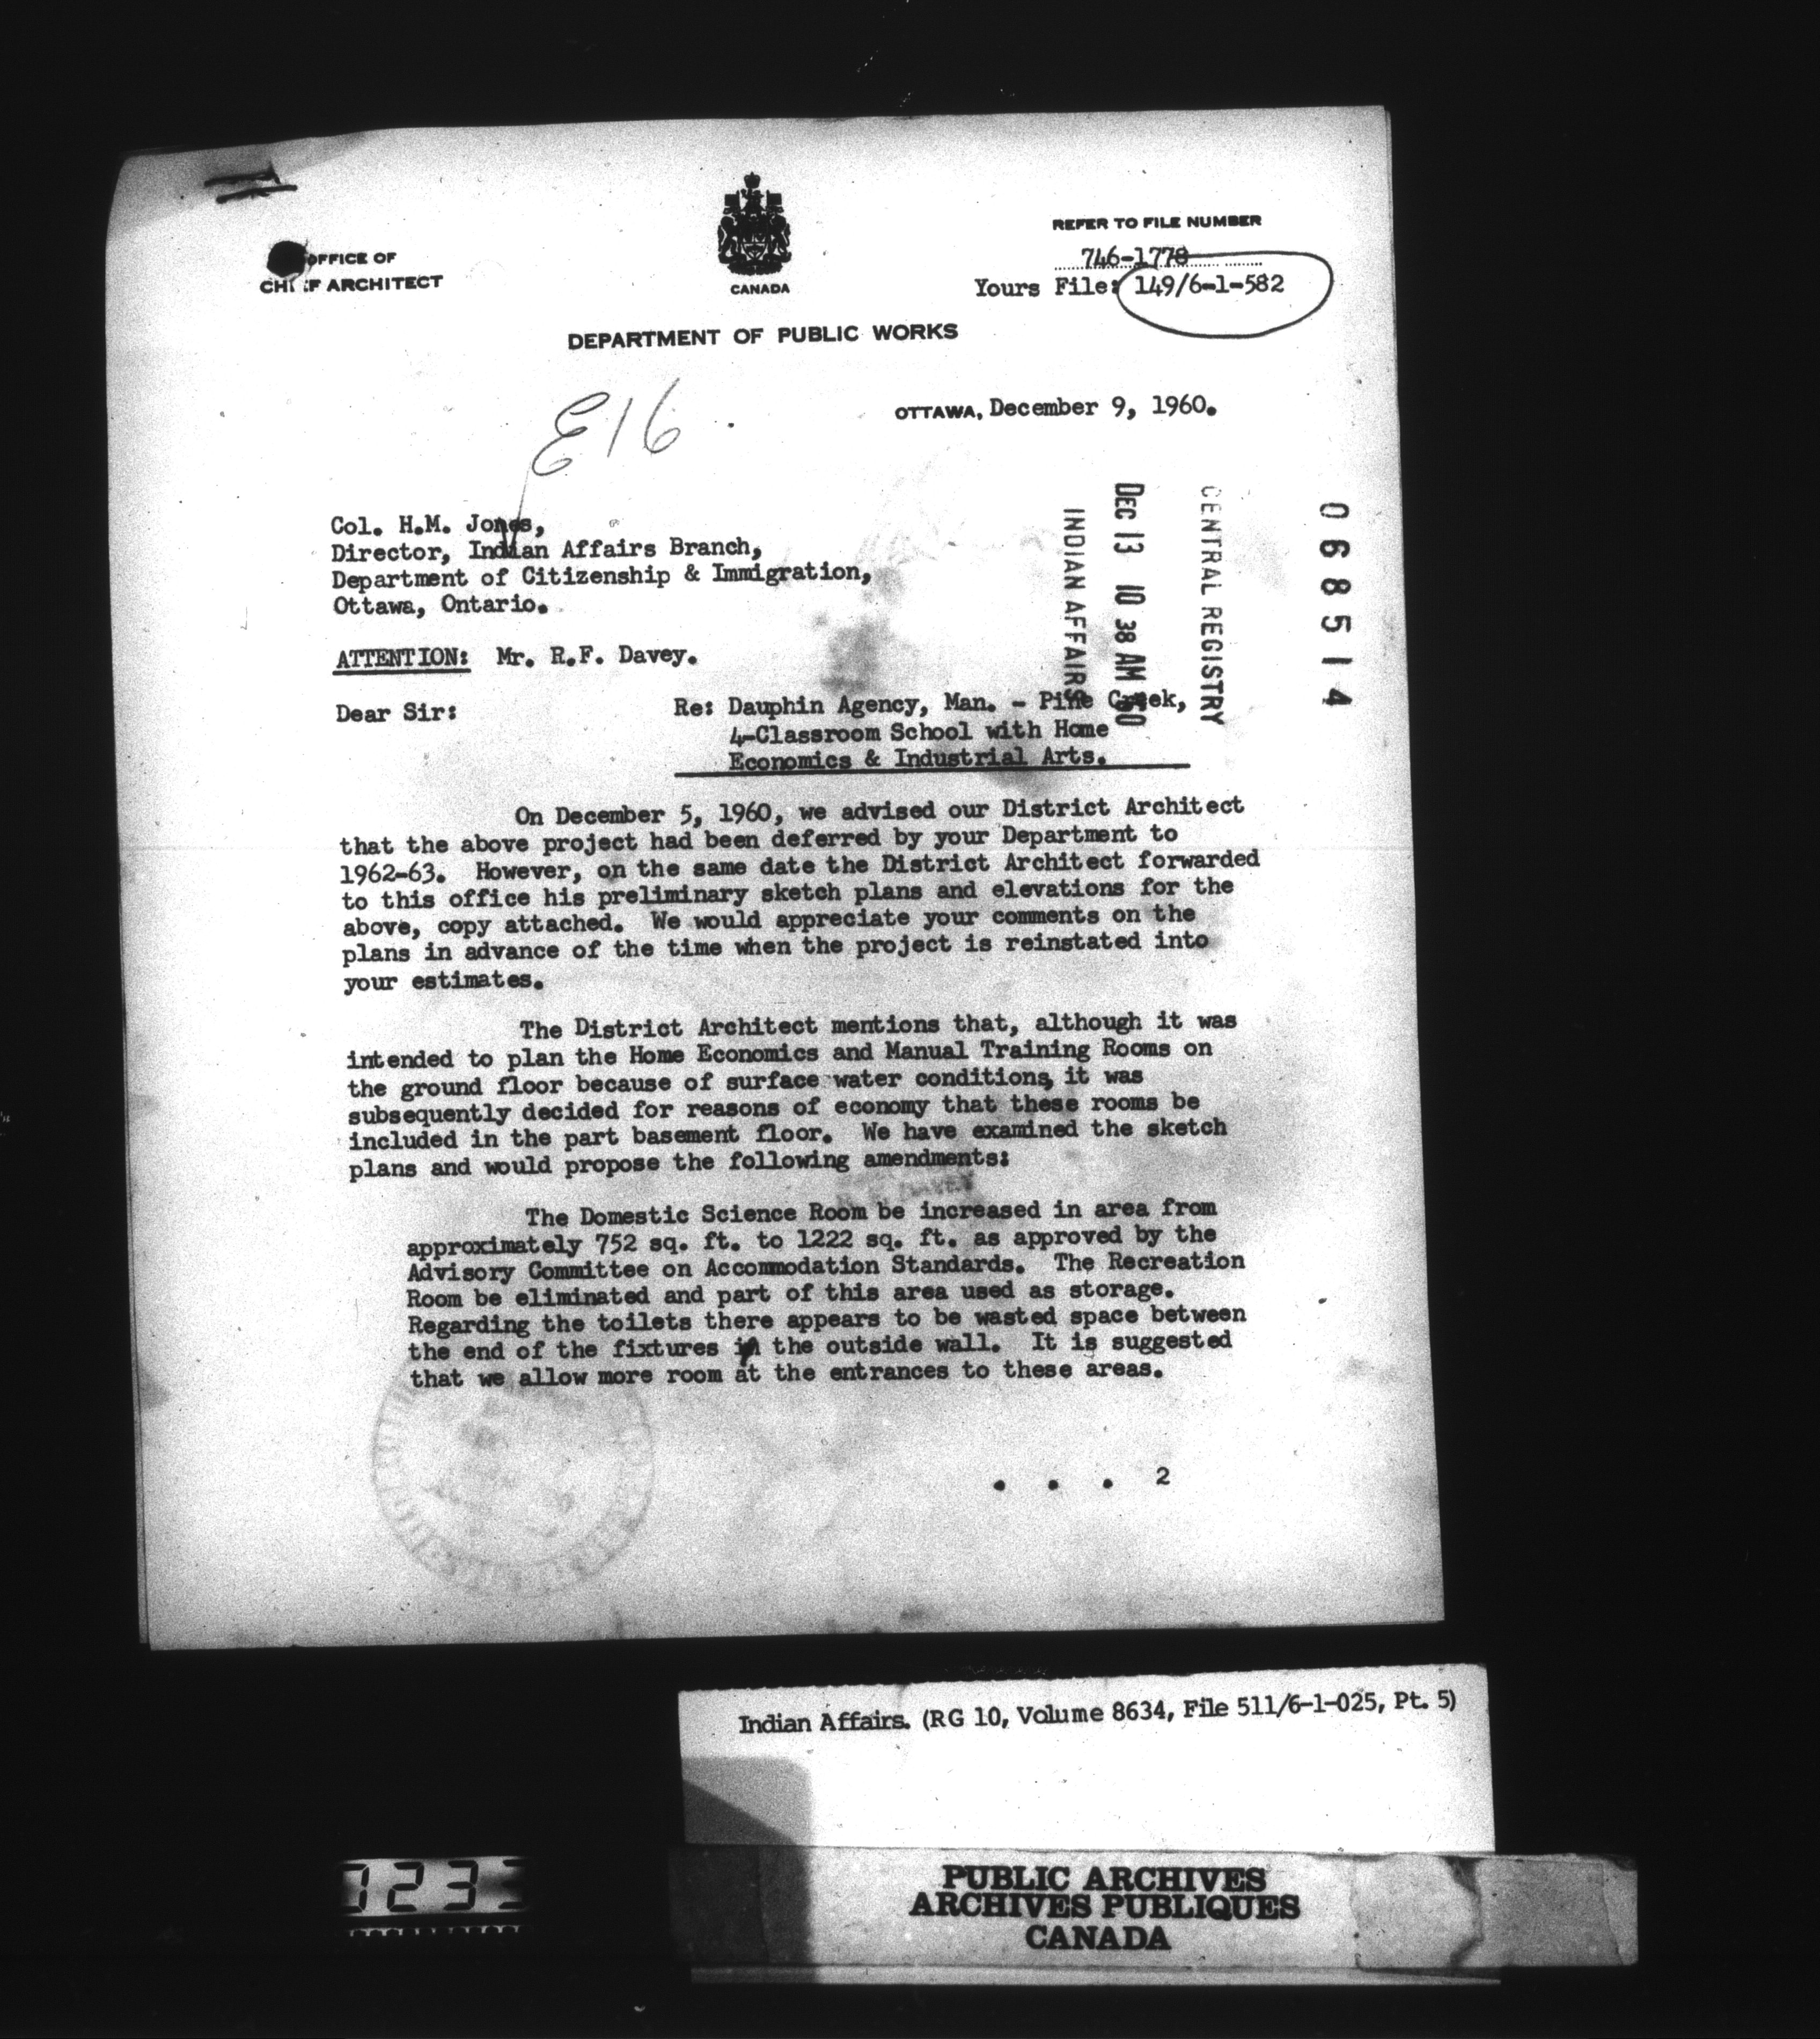 OFFICE OF
CHIEF ARCHITECT
CANADA
REFER TO FILE NUMBER
746-1778
Yours File: 149/6-1-582
DEPARTMENT OF PUBLIC WORKS
E16
OTTAWA, December 9, 1960.
Col. H.M. Jones,
Director, Indian Affairs Branch,
Department of Citizenship & Immigration,
Ottawa, Ontario.
INDIAN AFFAIRS
DEC 13 10 38 AM 60
CENTRAL REGISTRY
068514
ATTENTION: Mr. R.F. Davey.
Dear Sir:
Re: Dauphin Agency, Man. - Pine Creek,
4-Classroom School with Home
Economics & Industrial Arts.
On December 5, 1960, we advised our District Architect
that the above project had been deferred by your Department to
1962-63. However, on the same date the District Architect forwarded
to this office his preliminary sketch plans and elevations for the
above, copy attached. We would appreciate your comments on the
plans in advance of the time when the project is reinstated into
your estimates.
The District Architect mentions that, although it was
intended to plan the Home Economics and Manual Training Rooms on
the ground floor because of surface water conditions, it was
subsequently decided for reasons of economy that these rooms be
included in the part basement floor. We have examined the sketch
plans and would propose the following amendments:
The Domestic Science Room be increased in area from
approximately 752 sq. ft. to 1222 sq. ft. as approved by the
Advisory Committee on Accommodation Standards. The Recreation
Room be eliminated and part of this area used as storage.
Regarding the toilets there appears to be wasted space between
the end of the fixtures in the outside wall. It is suggested
that we allow more room at the entrances to these areas.
. . . 2
Indian Affairs. (RG 10, Volume 8634, File 511/6-1-025, Pt. 5)
7233
PUBLIC ARCHIVES
ARCHIVES PUBLIQUES
CANADA